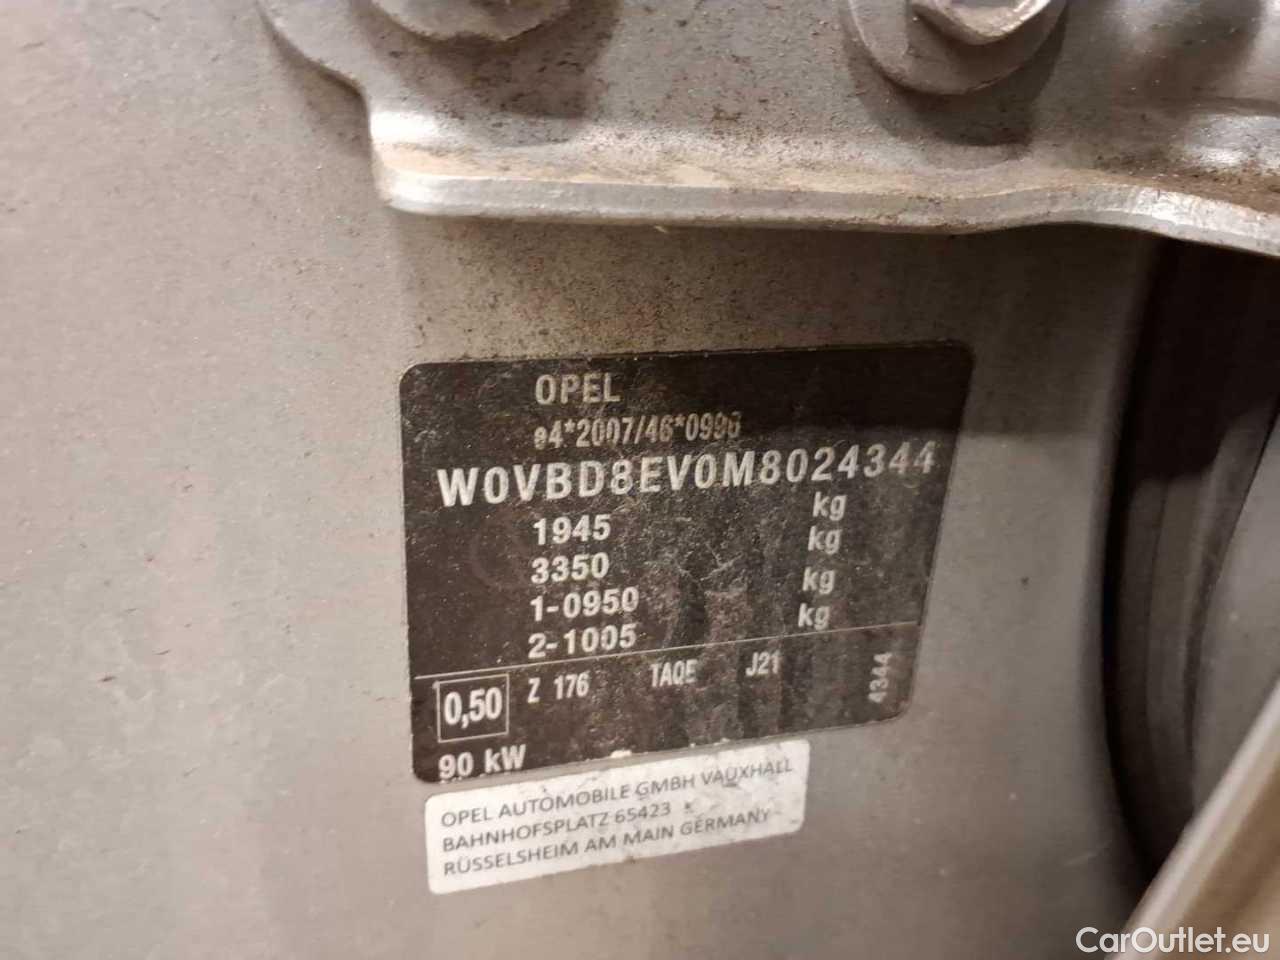 OPEL
e4*2007/46*0996
W0VBD8EV0M8024344
1945 kg
3350 kg
1-0950 kg
2-1005 kg
0,50 Z 176 TAQE J21 4344
90 kW
OPEL AUTOMOBILE GMBH VAUXHALL
BAHNHOFSPLATZ 65423
RÜSSELSHEIM AM MAIN GERMANY
CarOutlet.eu